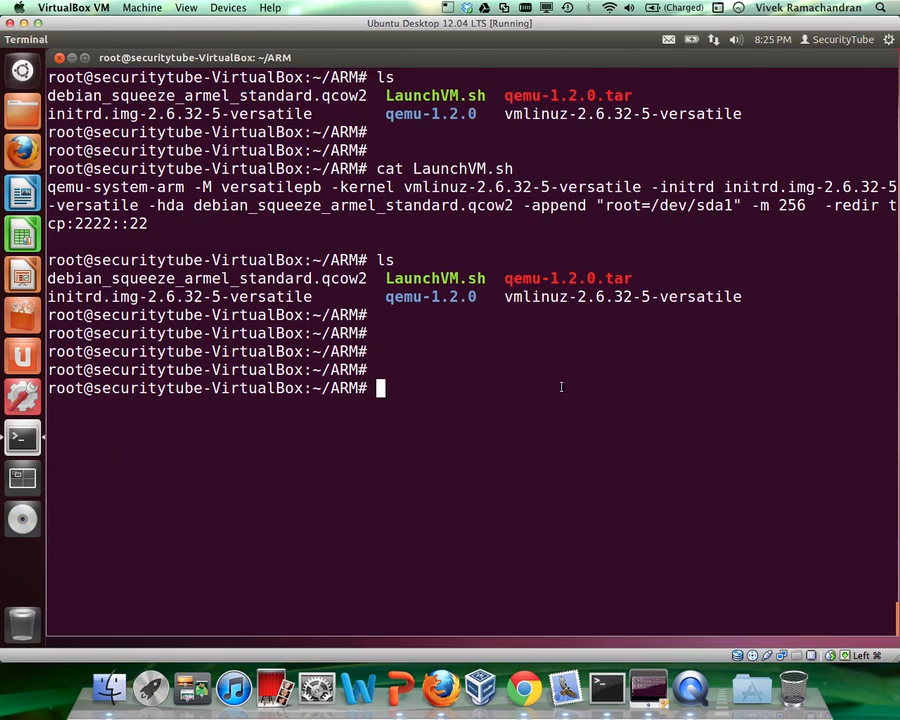 VirtualBox VM Machine View Devices Help (Charged) Vivek Ramachandran
Ubuntu Desktop 12.04 LTS [Running]
Terminal 8:25 PM SecurityTube
root@securitytube-VirtualBox: ~/ARM
root@securitytube-VirtualBox:~/ARM# ls
debian_squeeze_armel_standard.qcow2 LaunchVM.sh qemu-1.2.0.tar
initrd.img-2.6.32-5-versatile qemu-1.2.0 vmlinuz-2.6.32-5-versatile
root@securitytube-VirtualBox:~/ARM#
root@securitytube-VirtualBox:~/ARM#
root@securitytube-VirtualBox:~/ARM# cat LaunchVM.sh
qemu-system-arm -M versatilepb -kernel vmlinuz-2.6.32-5-versatile -initrd initrd.img-2.6.32-5
-versatile -hda debian_squeeze_armel_standard.qcow2 -append "root=/dev/sda1" -m 256  -redir t
cp:2222::22
root@securitytube-VirtualBox:~/ARM# ls
debian_squeeze_armel_standard.qcow2 LaunchVM.sh qemu-1.2.0.tar
initrd.img-2.6.32-5-versatile qemu-1.2.0 vmlinuz-2.6.32-5-versatile
root@securitytube-VirtualBox:~/ARM#
root@securitytube-VirtualBox:~/ARM#
root@securitytube-VirtualBox:~/ARM#
root@securitytube-VirtualBox:~/ARM#
root@securitytube-VirtualBox:~/ARM#
Left ⌘